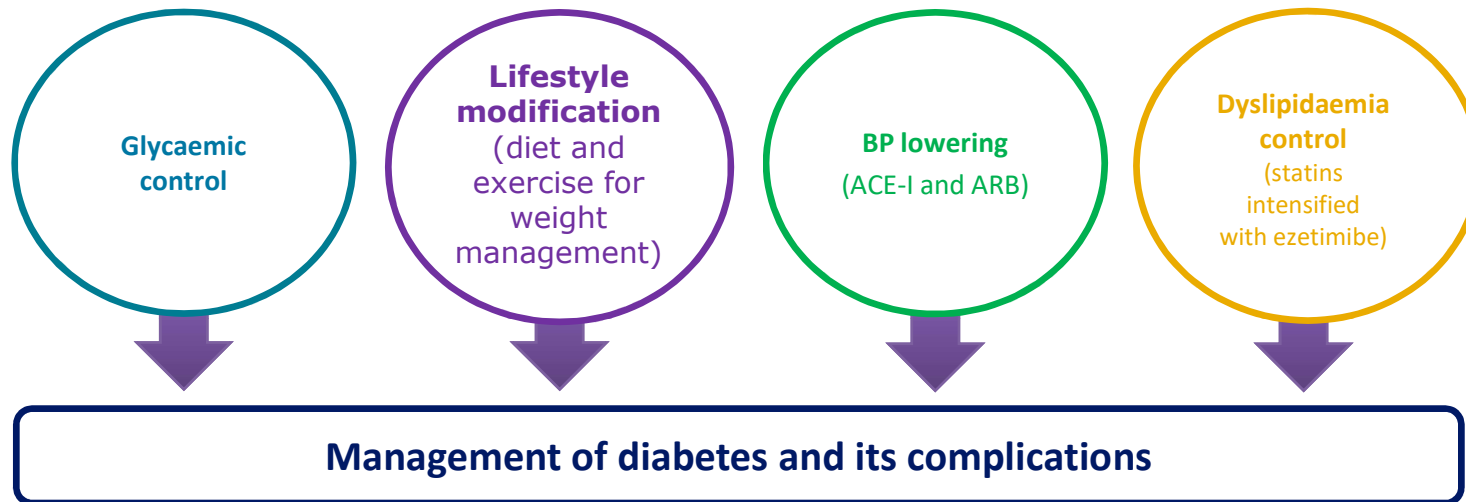 Glycaemic
control
Lifestyle
modification
(diet and
exercise for
weight
management)
BP lowering
(ACE-I and ARB)
Dyslipidaemia
control
(statins
intensified
with ezetimibe)
Management of diabetes and its complications